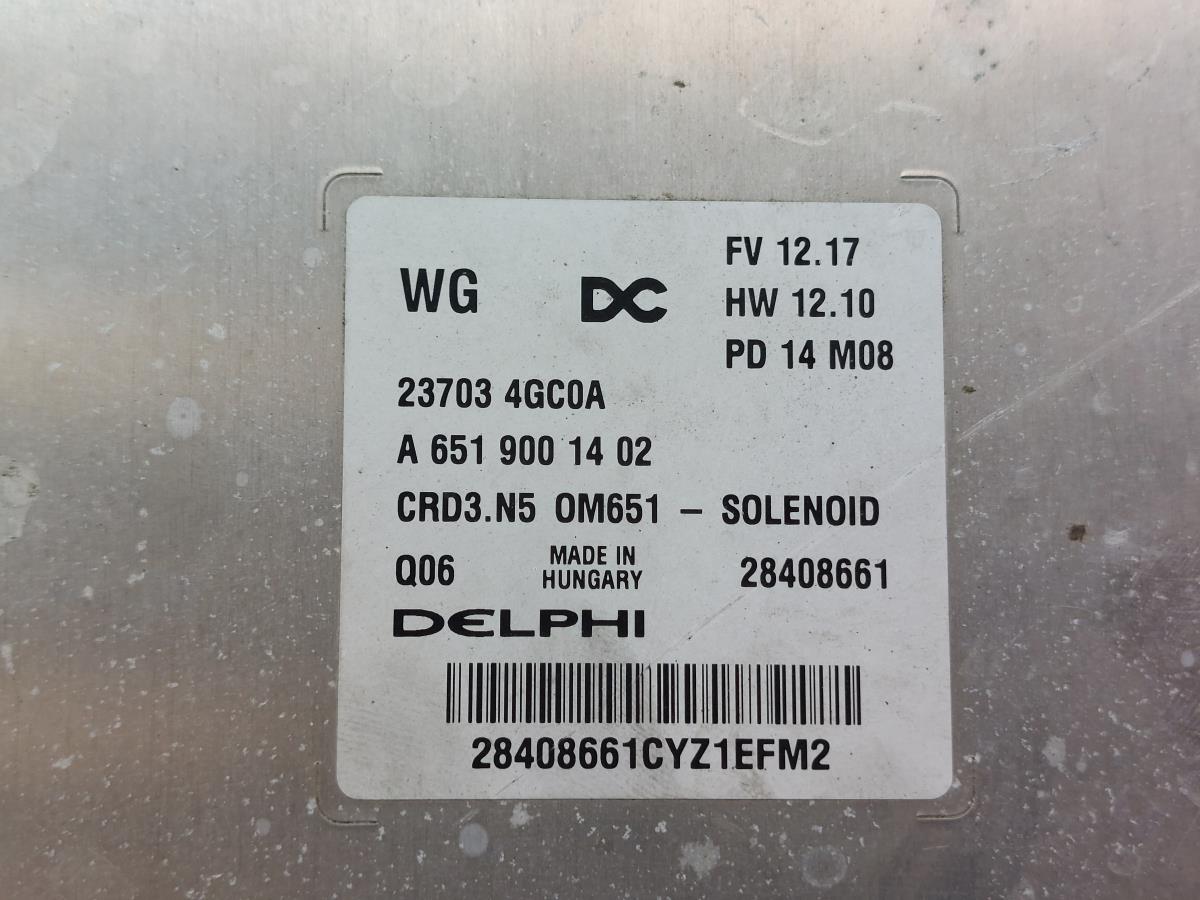 WG DC FV 12.17
HW 12.10
PD 14 M08
23703 4GC0A
A 651 900 14 02
CRD3.N5 OM651 – SOLENOID
Q06 MADE IN HUNGARY 28408661
DELPHI
28408661CYZ1EFM2